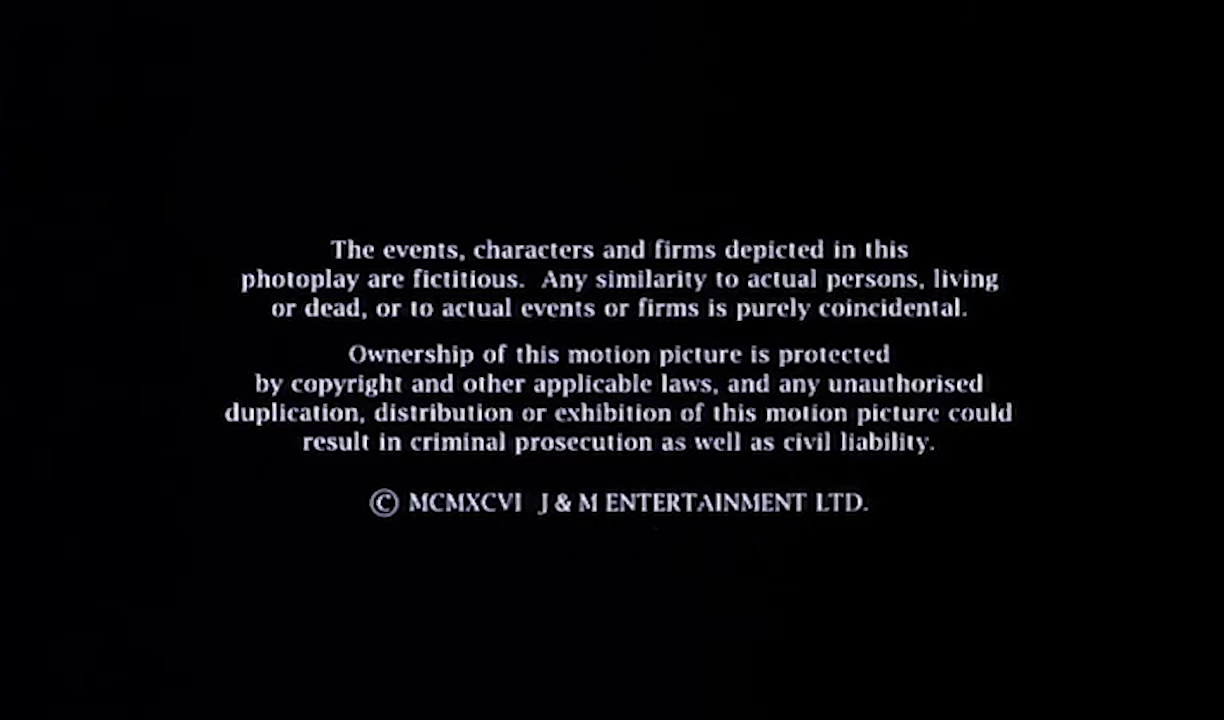 The events, characters and firms depicted in this
photoplay are fictitious.  Any similarity to actual persons, living
or dead, or to actual events or firms is purely coincidental.
Ownership of this motion picture is protected
by copyright and other applicable laws, and any unauthorised
duplication, distribution or exhibition of this motion picture could
result in criminal prosecution as well as civil liability.
© MCMXCVI  J & M ENTERTAINMENT LTD.